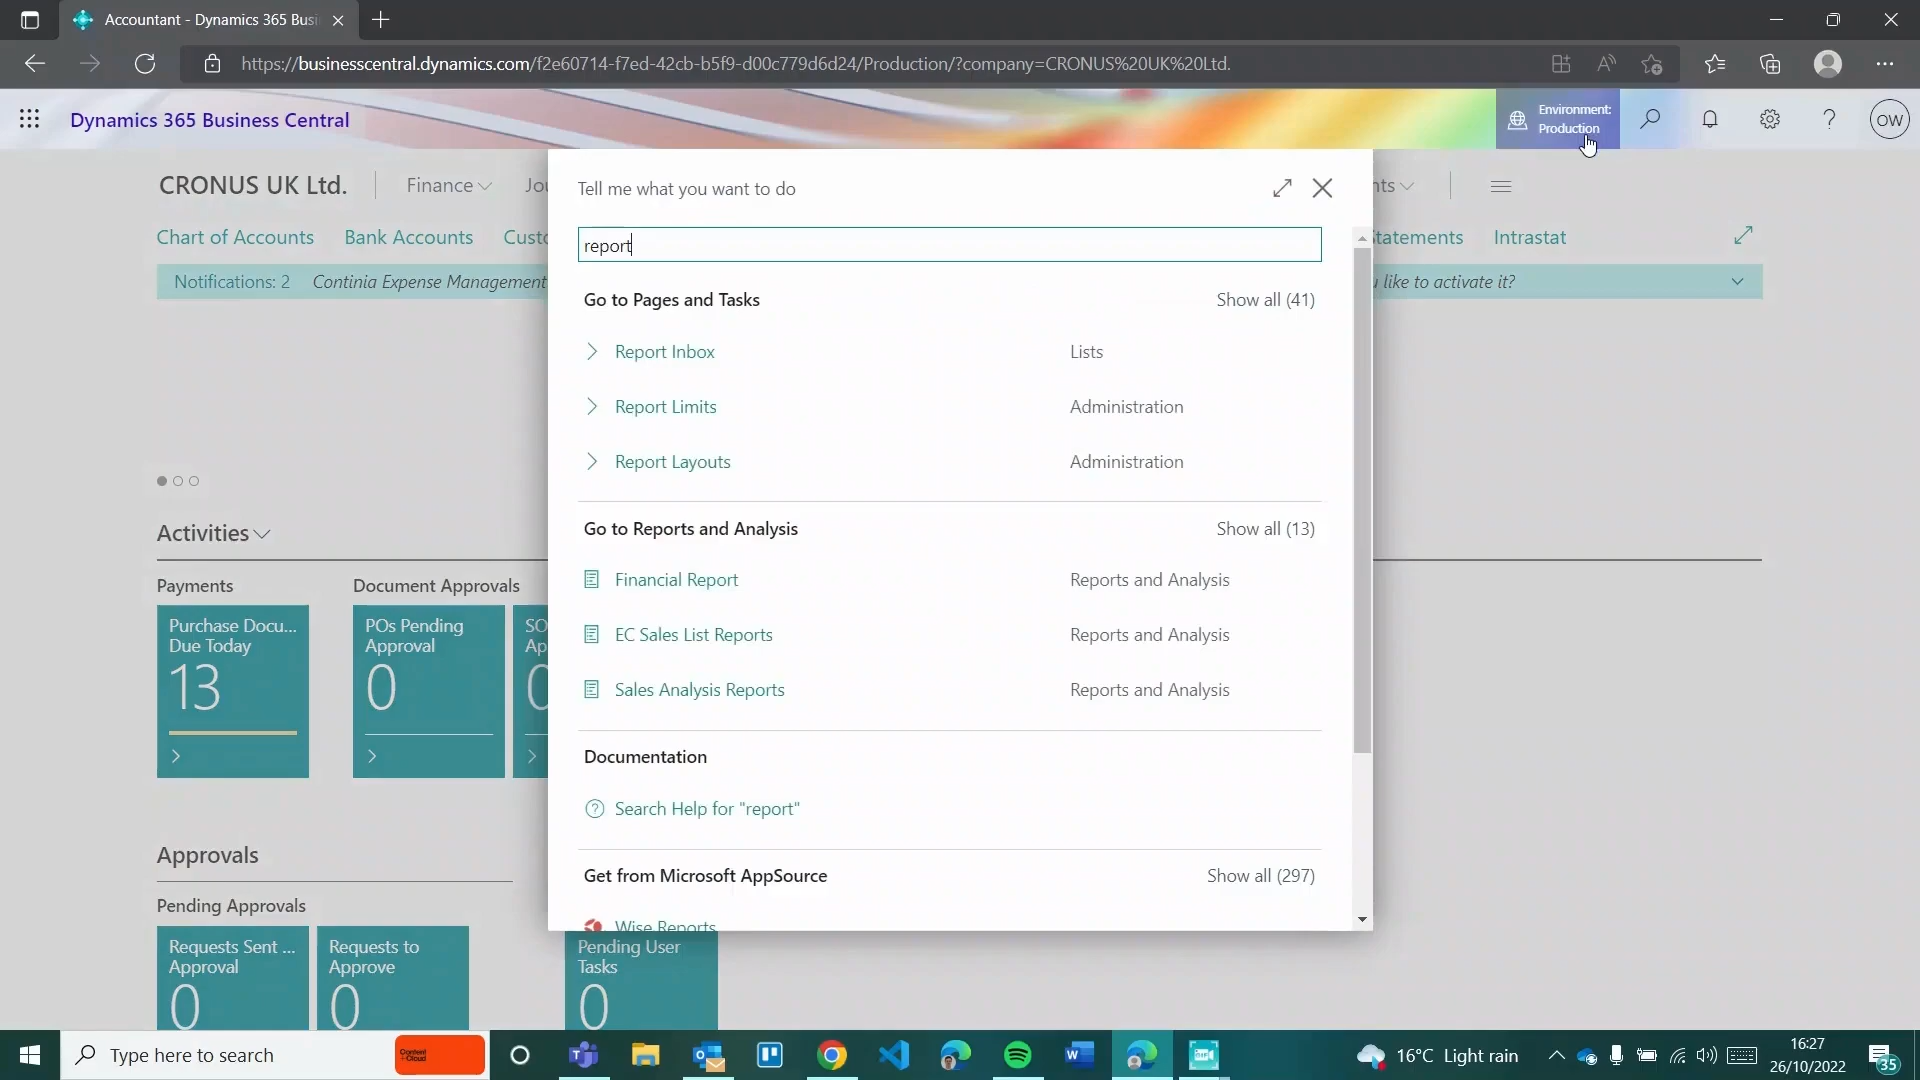 Accountant - Dynamics 365 Busi
https://businesscentral.dynamics.com/f2e60714-f7ed-42cb-b5f9-d00c779d6d24/Production/?company=CRONUS%20UK%20Ltd.
Dynamics 365 Business Central
Environment:
Production
OW
CRONUS UK Ltd.
Finance
Jou
nts
Tell me what you want to do
Chart of Accounts
Bank Accounts
Custo
Statements
Intrastat
report
Notifications: 2
Continia Expense Management
u like to activate it?
Go to Pages and Tasks
Show all (41)
Report Inbox
Lists
Report Limits
Administration
Report Layouts
Administration
Go to Reports and Analysis
Show all (13)
Financial Report
Reports and Analysis
EC Sales List Reports
Reports and Analysis
Sales Analysis Reports
Reports and Analysis
Documentation
Search Help for "report"
Get from Microsoft AppSource
Show all (297)
Wise Reports
Activities
Payments
Document Approvals
Purchase Docu...
Due Today
13
POs Pending
Approval
0
SO
Ap
0
Approvals
Pending Approvals
Requests Sent ...
Approval
0
Requests to
Approve
0
Pending User
Tasks
0
Type here to search
Content
+Cloud
16°C Light rain
16:27
26/10/2022
35